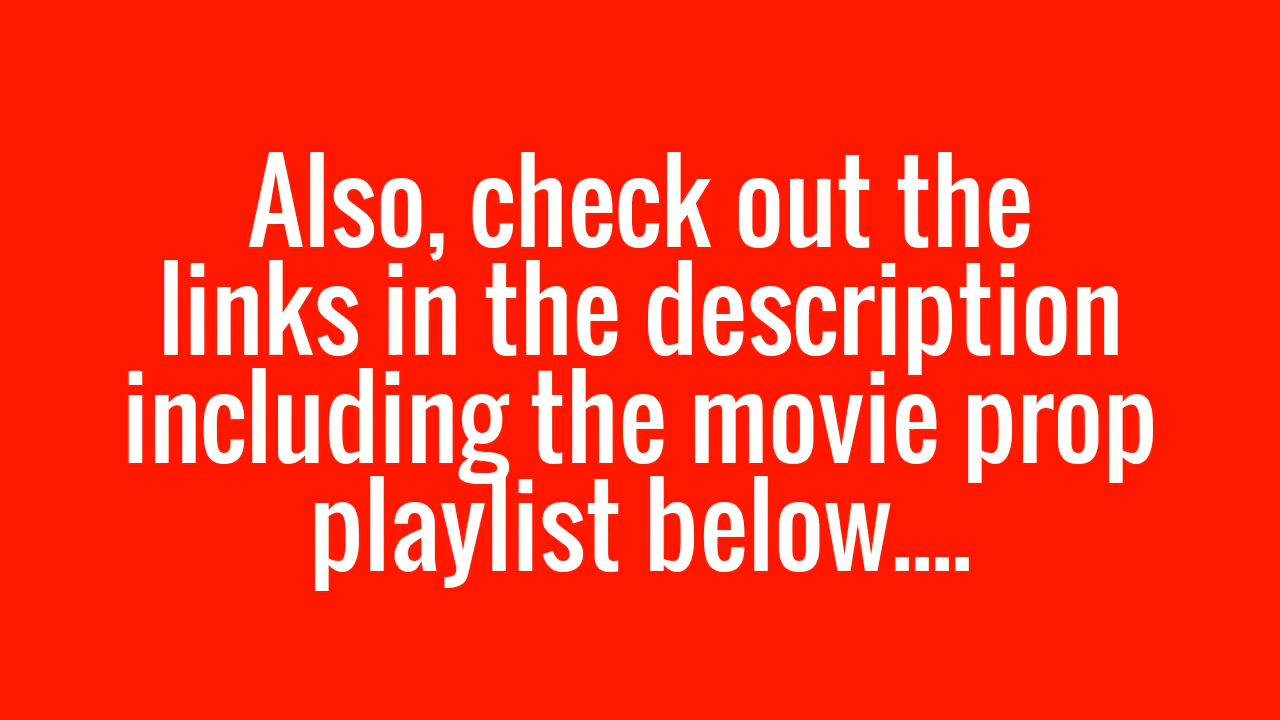 Also, check out the
links in the description
including the movie prop
playlist below....